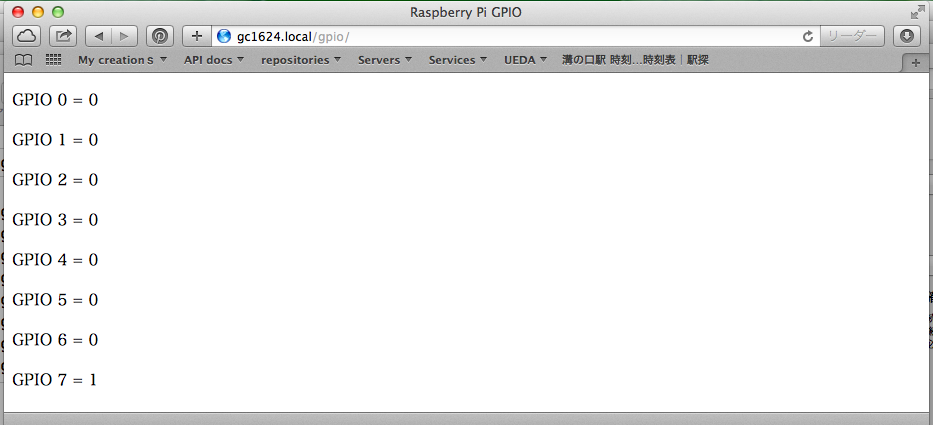 Raspberry Pi GPIO
gc1624.local/gpio/
リーダー
My creations API docs repositories Servers Services UEDA 溝の口駅 時刻...時刻表｜駅探
GPIO 0 = 0
GPIO 1 = 0
GPIO 2 = 0
GPIO 3 = 0
GPIO 4 = 0
GPIO 5 = 0
GPIO 6 = 0
GPIO 7 = 1